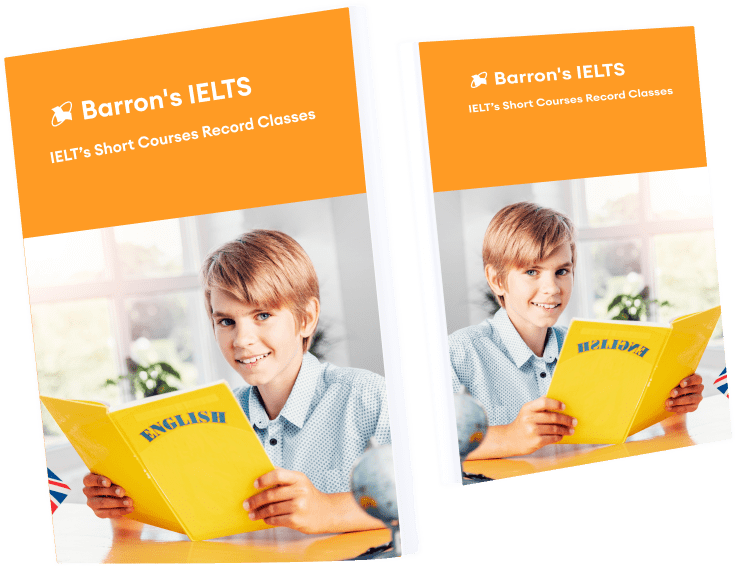 Barron's IELTS
IELT's Short Courses Record Classes
ENGLISH
Barron's IELTS
IELT's Short Courses Record Classes
ENGLISH